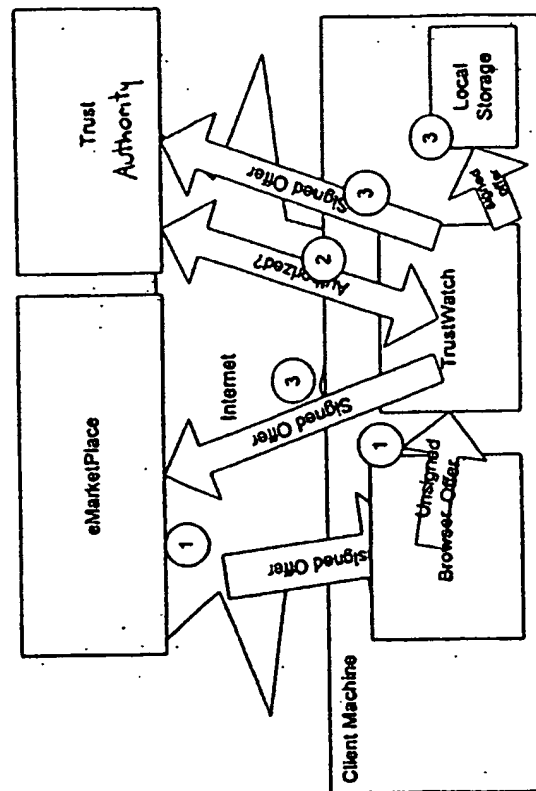 eMarketPlace
Trust
Authority
1
Signed Offer
3
Internet
Authorized?
2
Signed Offer
3
Offer
Client Machine
Browser
Unsigned
Offer
1
TrustWatch
Signed
Offer
3
Local
Storage